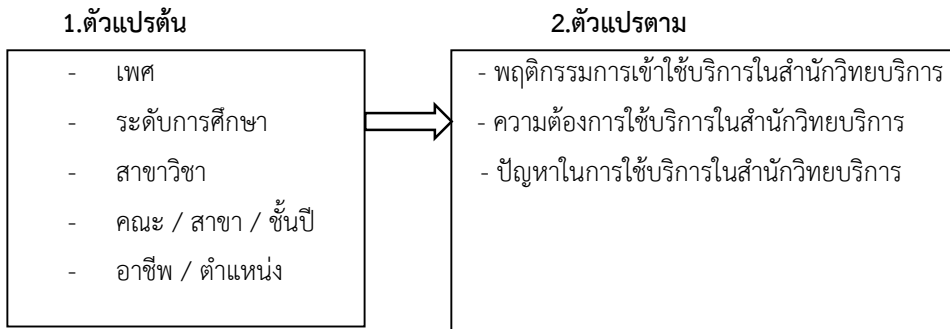 1.ตัวแปรต้น
2.ตัวแปรตาม
- เพศ
- ระดับการศึกษา
- สาขาวิชา
- คณะ / สาขา / ชั้นปี
- อาชีพ / ตำแหน่ง
- พฤติกรรมการเข้าใช้บริการในสำนักวิทยบริการ
- ความต้องการใช้บริการในสำนักวิทยบริการ
- ปัญหาในการใช้บริการในสำนักวิทยบริการ